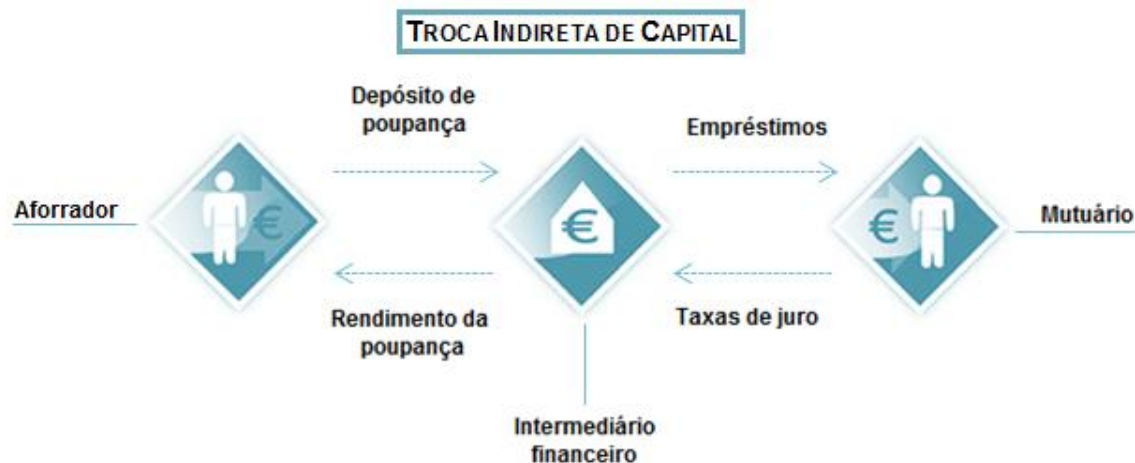 TROCA INDIRETA DE CAPITAL
Depósito de
poupança
Empréstimos
Aforrador
€
€
€
Mutuário
Rendimento da
poupança
Taxas de juro
Intermediário
financeiro